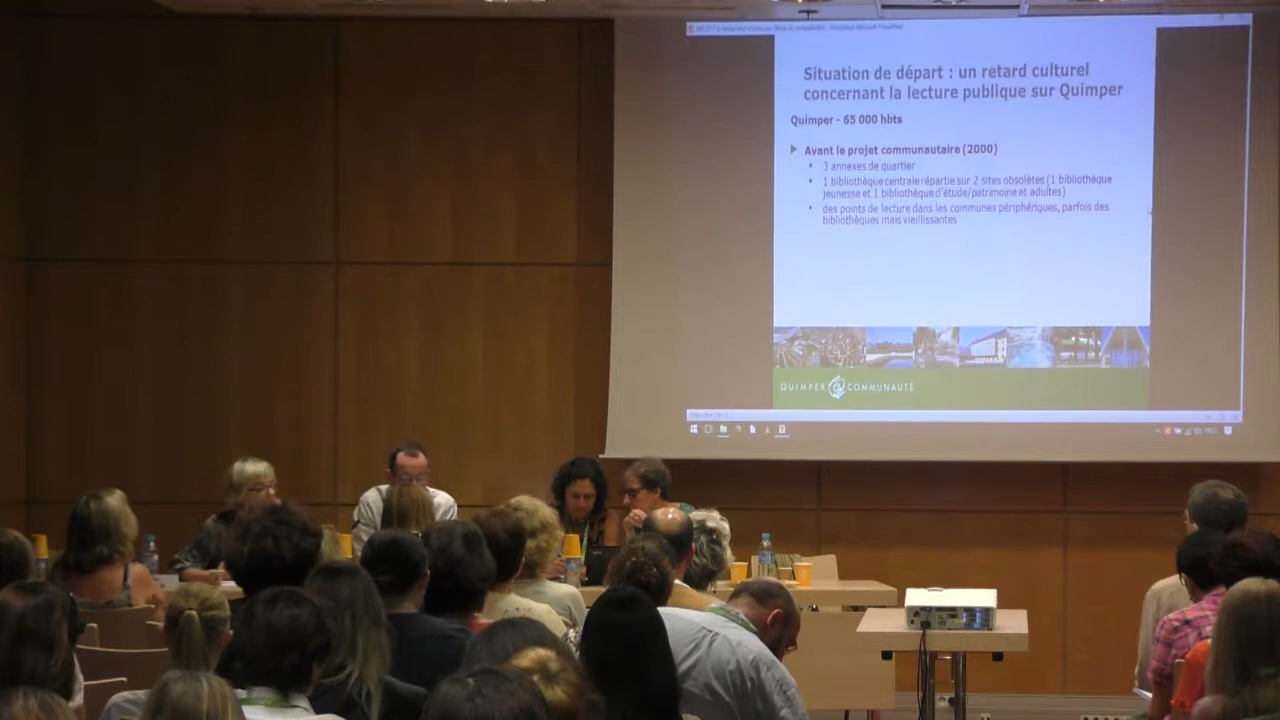 Situation de départ : un retard culturel
concernant la lecture publique sur Quimper
Quimper - 65 000 hbts
Avant le projet communautaire (2000)
3 annexes de quartier
1 bibliothèque centrale répartie sur 2 sites obsolètes (1 bibliothèque
jeunesse et 1 bibliothèque d'étude/patrimoine et adultes)
des points de lecture dans les communes périphériques, parfois des
bibliothèques mais vieillissantes
QUIMPER COMMUNAUTÉ